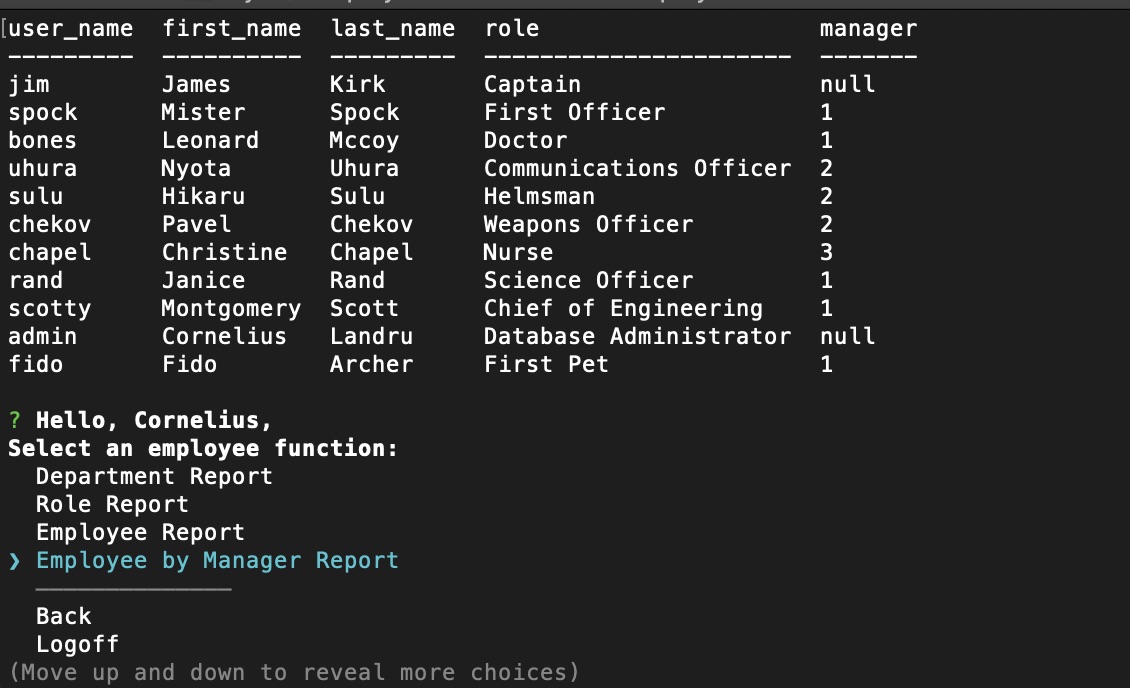 user_name first_name last_name role manager
--------- ---------- --------- ---------------------- -------
jim James Kirk Captain null
spock Mister Spock First Officer 1
bones Leonard Mccoy Doctor 1
uhura Nyota Uhura Communications Officer 2
sulu Hikaru Sulu Helmsman 2
chekov Pavel Chekov Weapons Officer 2
chapel Christine Chapel Nurse 3
rand Janice Rand Science Officer 1
scotty Montgomery Scott Chief of Engineering 1
admin Cornelius Landru Database Administrator null
fido Fido Archer First Pet 1
? Hello, Cornelius,
Select an employee function:
Department Report
Role Report
Employee Report
❯ Employee by Manager Report
──────────────
Back
Logoff
(Move up and down to reveal more choices)